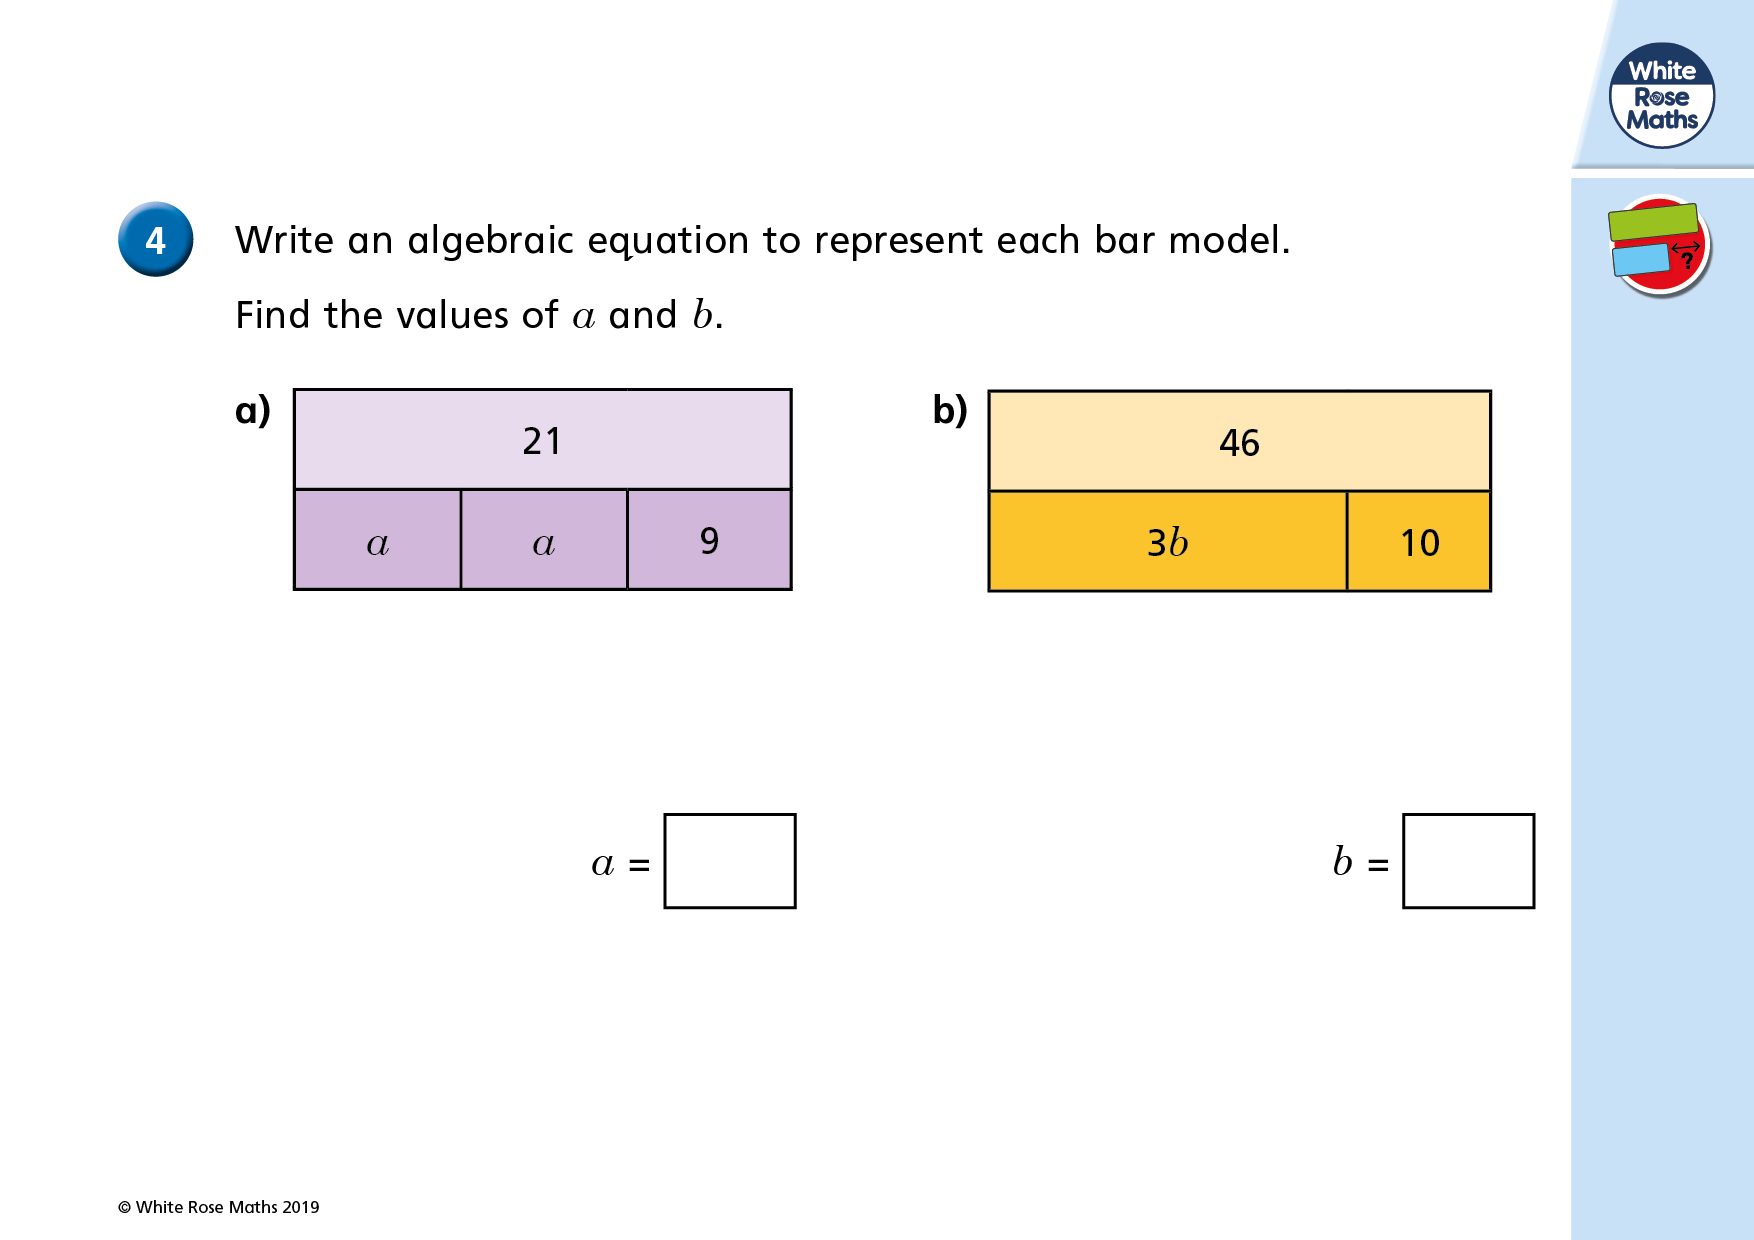 White
Rose
Maths
4 Write an algebraic equation to represent each bar model.
?
Find the values of a and b.
a)
21
a a 9
b)
46
3b 10
a =
b =
© White Rose Maths 2019